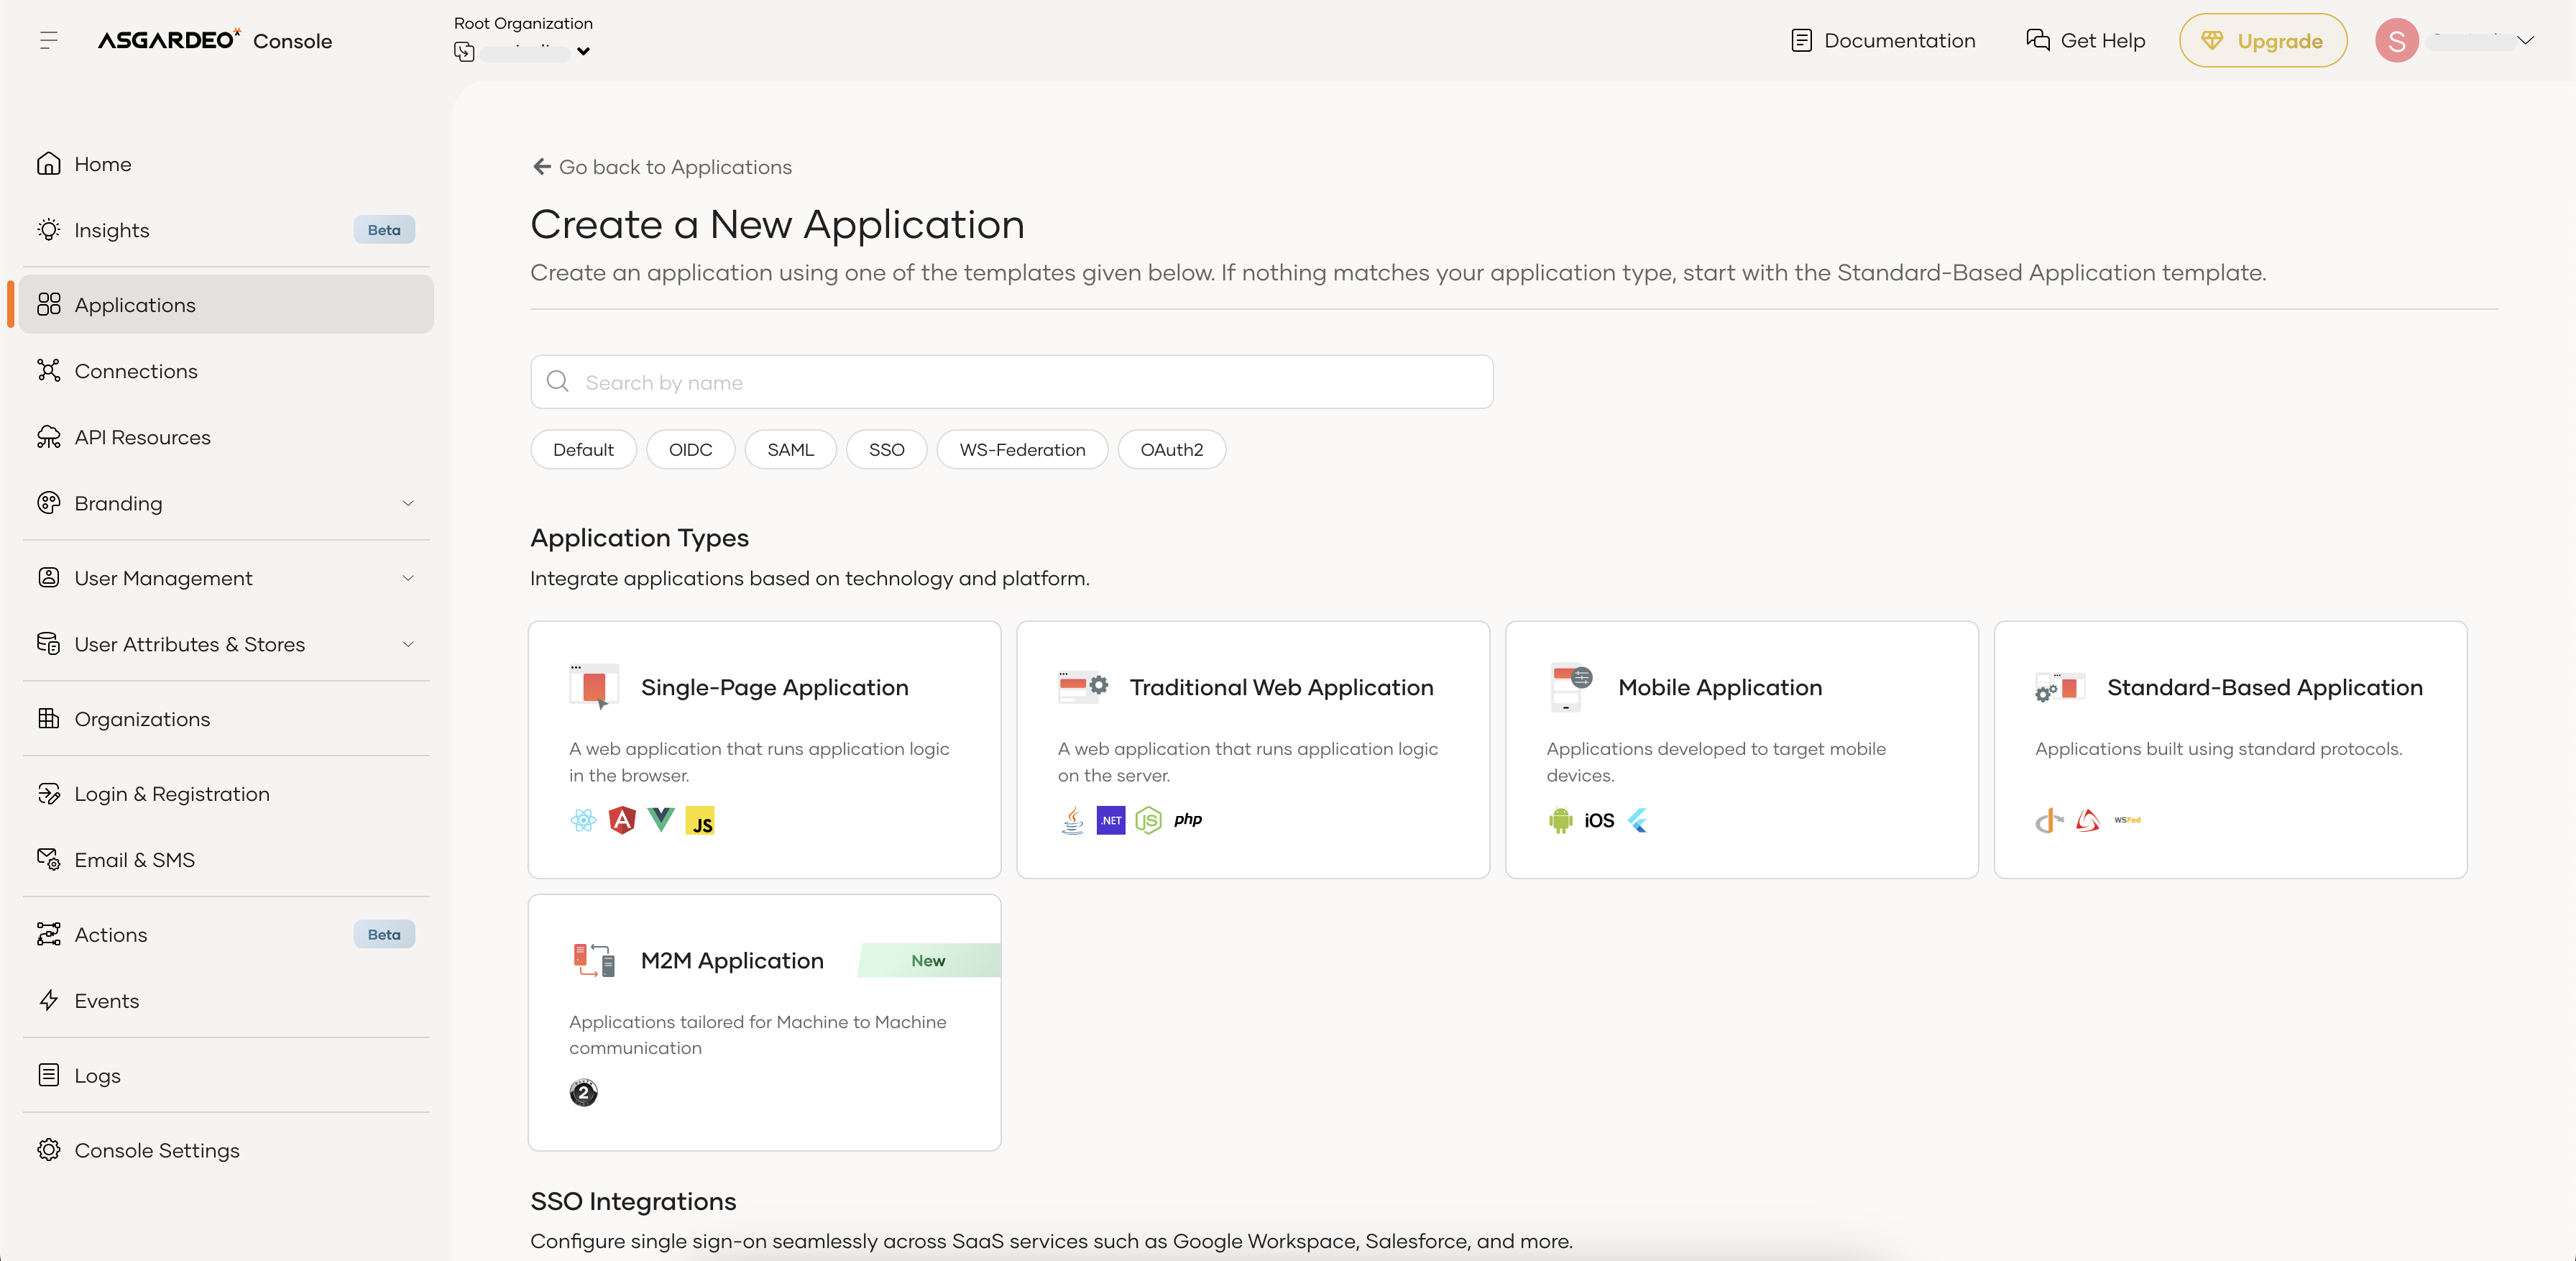 ASGARDEO Console
Root Organization
Documentation
Get Help
Upgrade
S
Home
Insights
Beta
Applications
Connections
API Resources
Branding
User Management
User Attributes & Stores
Organizations
Login & Registration
Email & SMS
Actions
Beta
Events
Logs
Console Settings
Go back to Applications
Create a New Application
Create an application using one of the templates given below. If nothing matches your application type, start with the Standard-Based Application template.
Search by name
Default
OIDC
SAML
SSO
WS-Federation
OAuth2
Application Types
Integrate applications based on technology and platform.
Single-Page Application
A web application that runs application logic
in the browser.
JS
Traditional Web Application
A web application that runs application logic
on the server.
.NET
JS
php
Mobile Application
Applications developed to target mobile
devices.
iOS
Standard-Based Application
Applications built using standard protocols.
WSFed
M2M Application
New
Applications tailored for Machine to Machine
communication
2
SSO Integrations
Configure single sign-on seamlessly across SaaS services such as Google Workspace, Salesforce, and more.